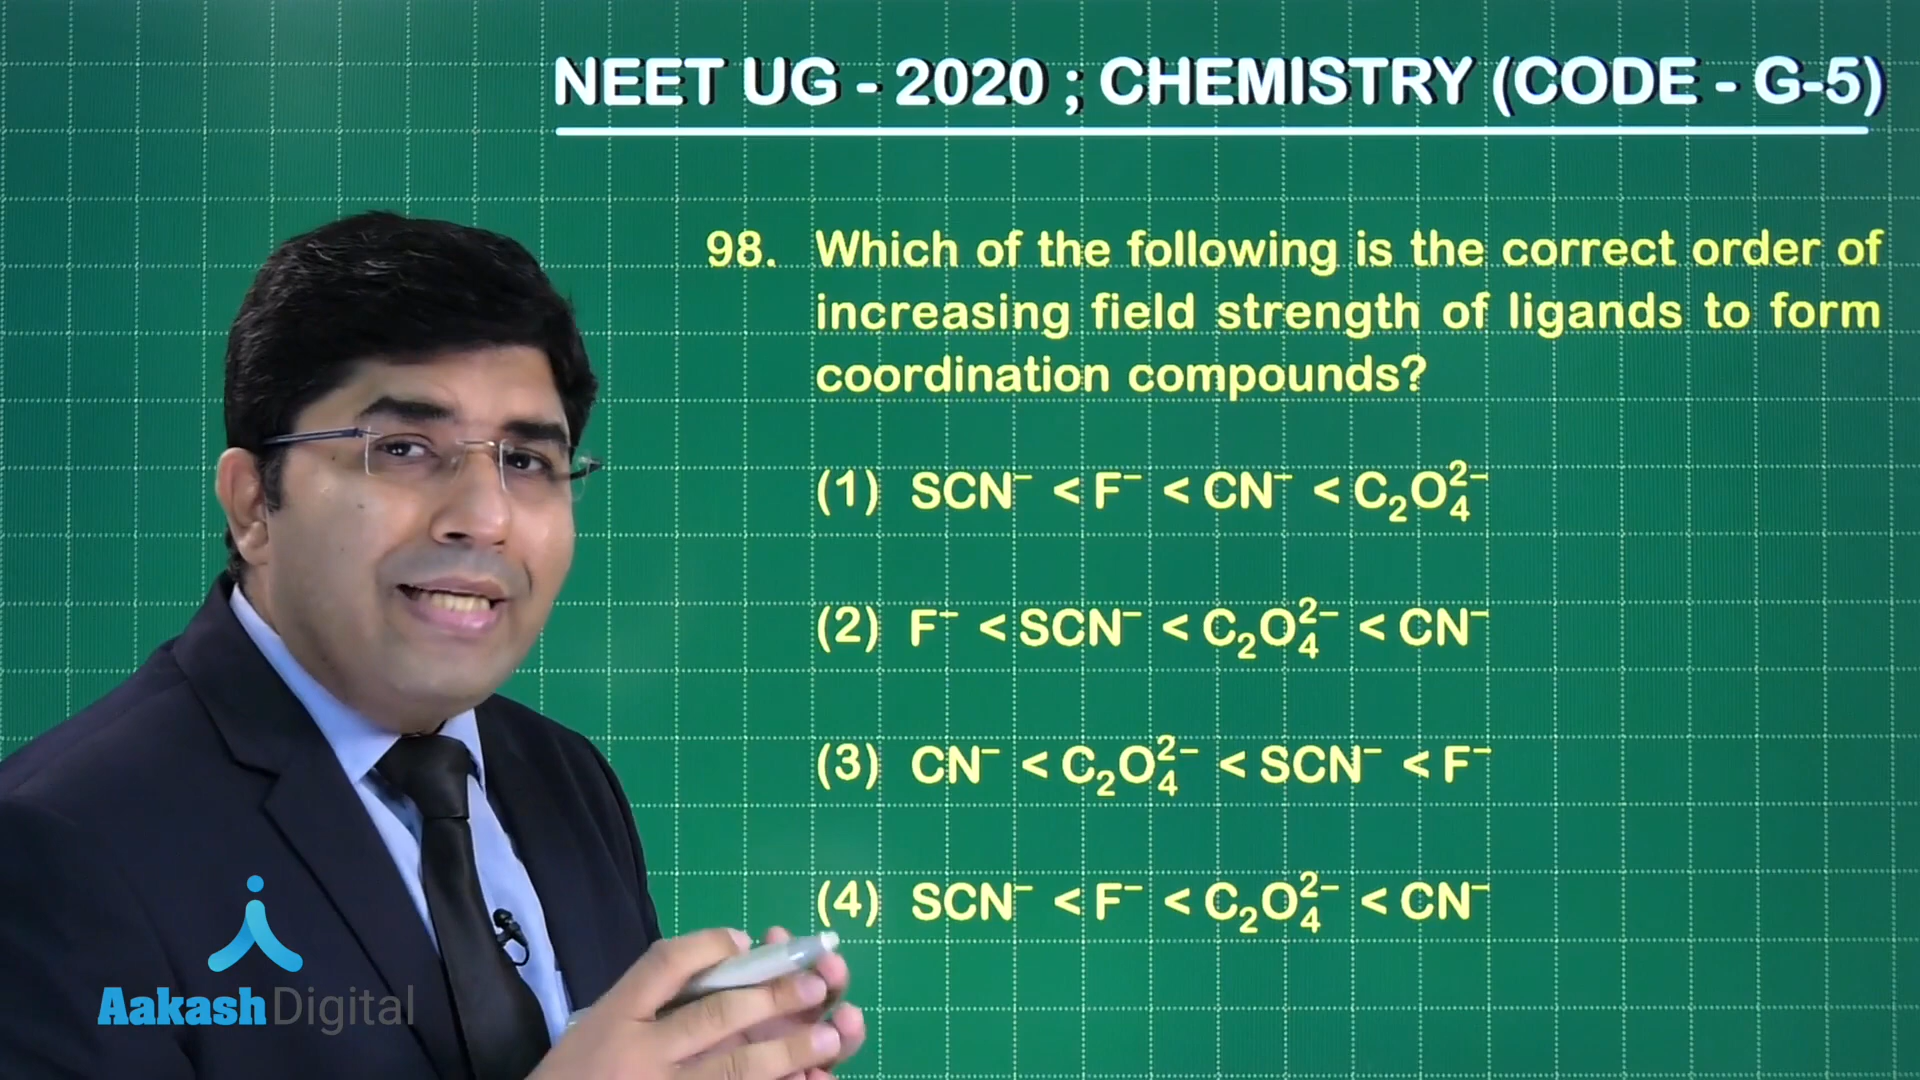 NEET UG - 2020 ; CHEMISTRY (CODE - G-5)
98. Which of the following is the correct order of
increasing field strength of ligands to form
coordination compounds?
(1) SCN⁻ < F⁻ < CN⁻ < C₂O₄²⁻
(2) F⁻ < SCN⁻ < C₂O₄²⁻ < CN⁻
(3) CN⁻ < C₂O₄²⁻ < SCN⁻ < F⁻
(4) SCN⁻ < F⁻ < C₂O₄²⁻ < CN⁻
Aakash Digital